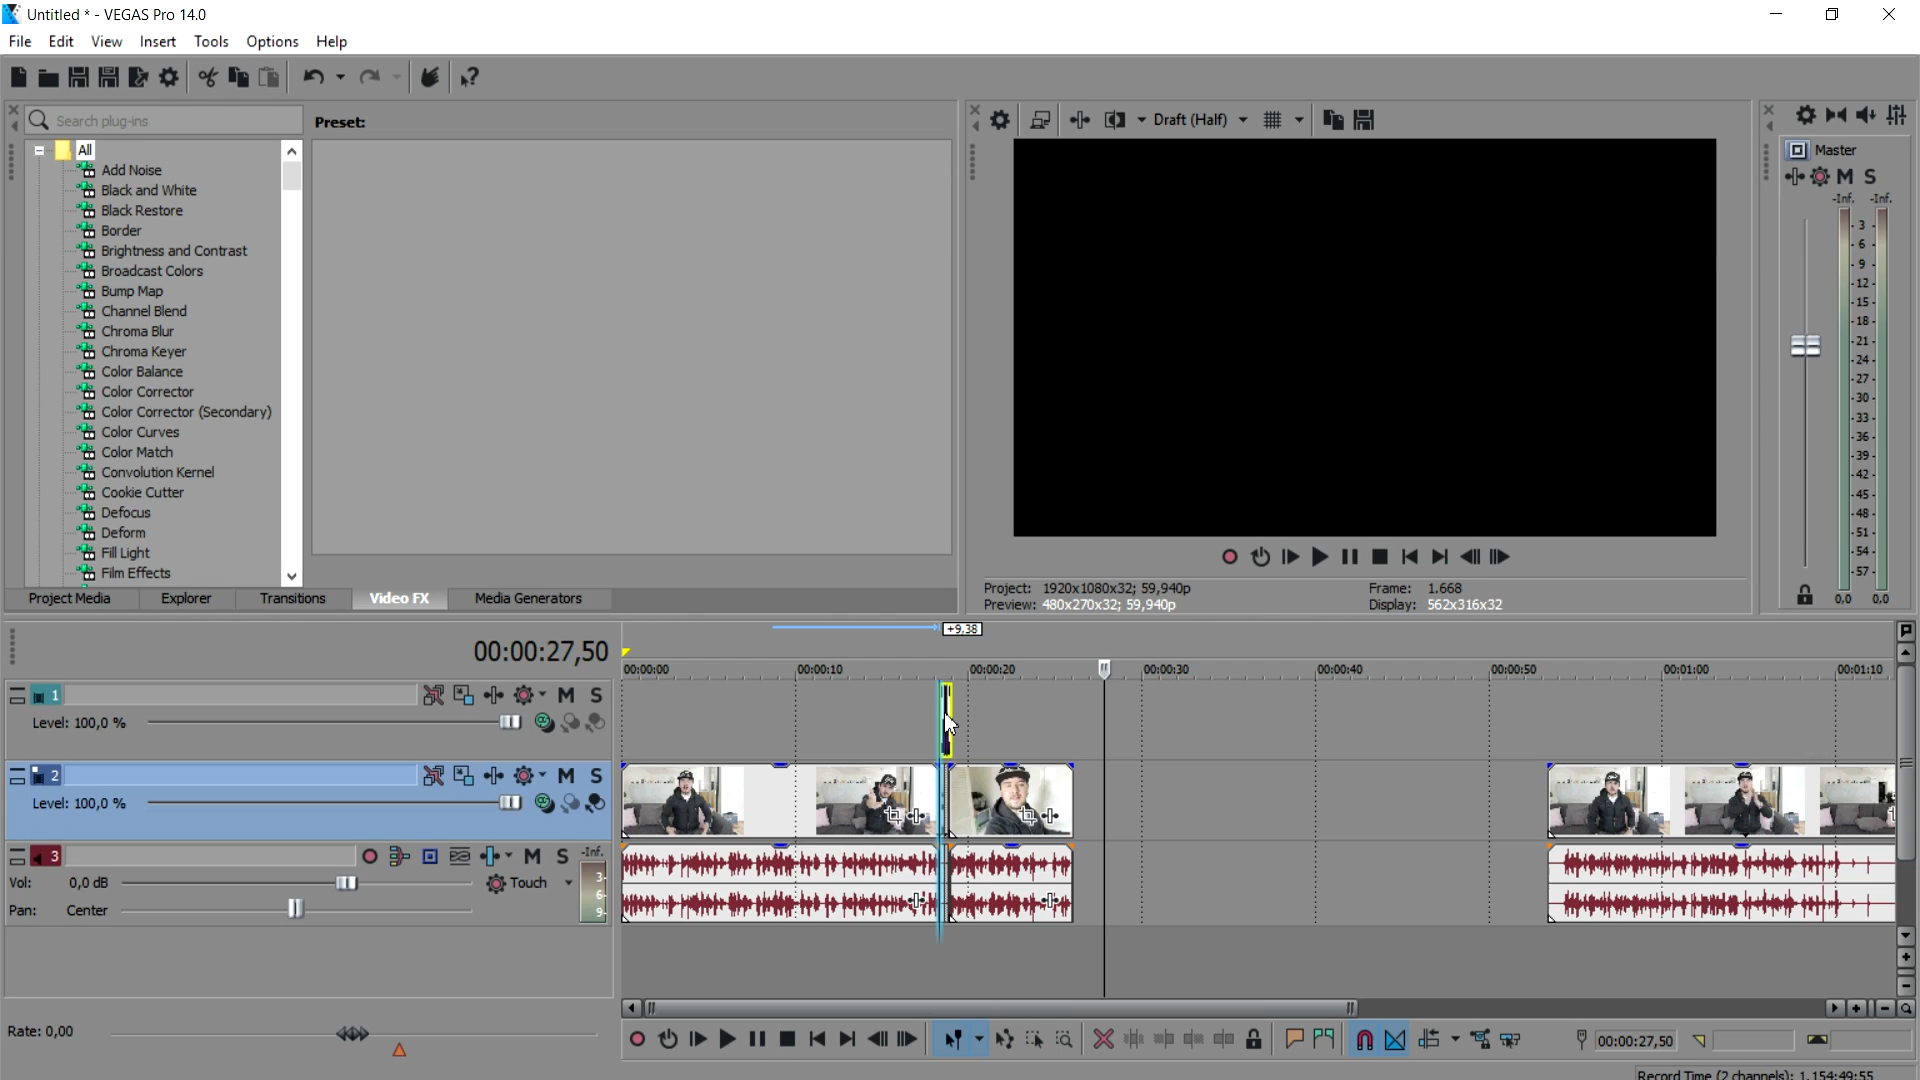 Untitled * - VEGAS Pro 14.0
File Edit View Insert Tools Options Help
Search plug-ins
Preset:
All
Add Noise
Black and White
Black Restore
Border
Brightness and Contrast
Broadcast Colors
Bump Map
Channel Blend
Chroma Blur
Chroma Keyer
Color Balance
Color Corrector
Color Corrector (Secondary)
Color Curves
Color Match
Convolution Kernel
Cookie Cutter
Defocus
Deform
Fill Light
Film Effects
Project Media Explorer Transitions Video FX Media Generators
Draft (Half)
Project: 1920x1080x32; 59,940p
Preview: 480x270x32; 59,940p
Frame: 1.668
Display: 562x316x32
Master
M S
-Inf. -Inf.
- 3 -
- 6 -
- 9 -
-12-
-15-
-18-
-21-
-24-
-27-
-30-
-33-
-36-
-39-
-42-
-45-
-48-
-51-
-54-
-57-
0,0 0,0
00:00:27,50
+9,38
00:00:00 00:00:10 00:00:20 00:00:30 00:00:40 00:00:50 00:01:00 00:01:10
1 M S
Level: 100,0 %
2 M S
Level: 100,0 %
3 M S -Inf.
Vol: 0,0 dB Touch
Pan: Center
3-
6-
9-
Rate: 0,00
00:00:27,50
Record Time (2 channels): 1.154:49:55